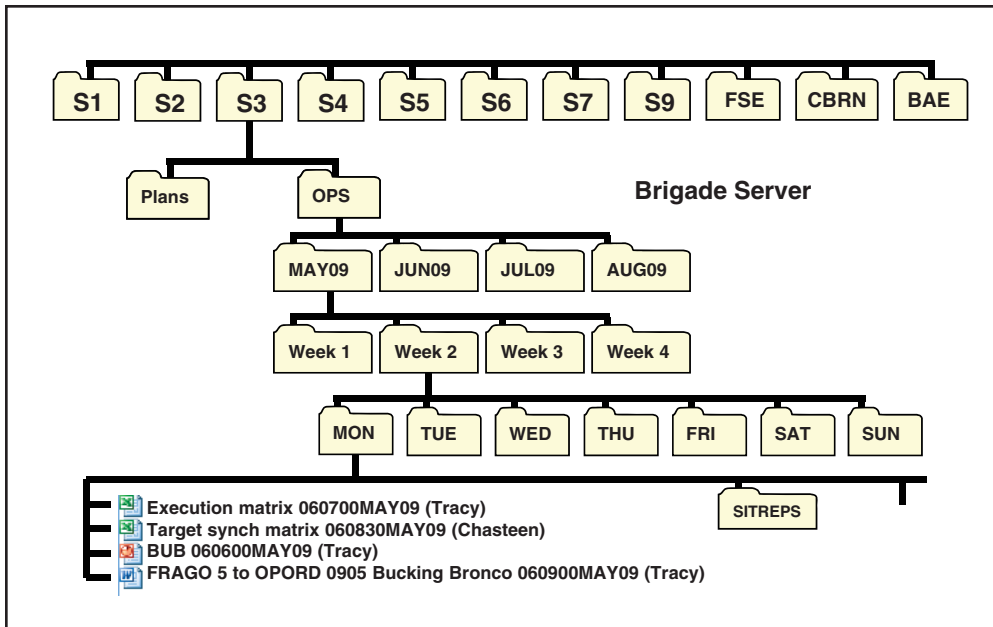 S1 S2 S3 S4 S5 S6 S7 S9 FSE CBRN BAE
Plans OPS
Brigade Server
MAY09 JUN09 JUL09 AUG09
Week 1 Week 2 Week 3 Week 4
MON TUE WED THU FRI SAT SUN
Execution matrix 060700MAY09 (Tracy)
Target synch matrix 060830MAY09 (Chasteen)
BUB 060600MAY09 (Tracy)
FRAGO 5 to OPORD 0905 Bucking Bronco 060900MAY09 (Tracy)
SITREPS